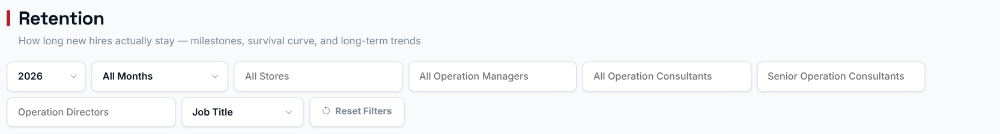 Retention
How long new hires actually stay — milestones, survival curve, and long-term trends
2026 All Months All Stores All Operation Managers All Operation Consultants Senior Operation Consultants
Operation Directors Job Title Reset Filters